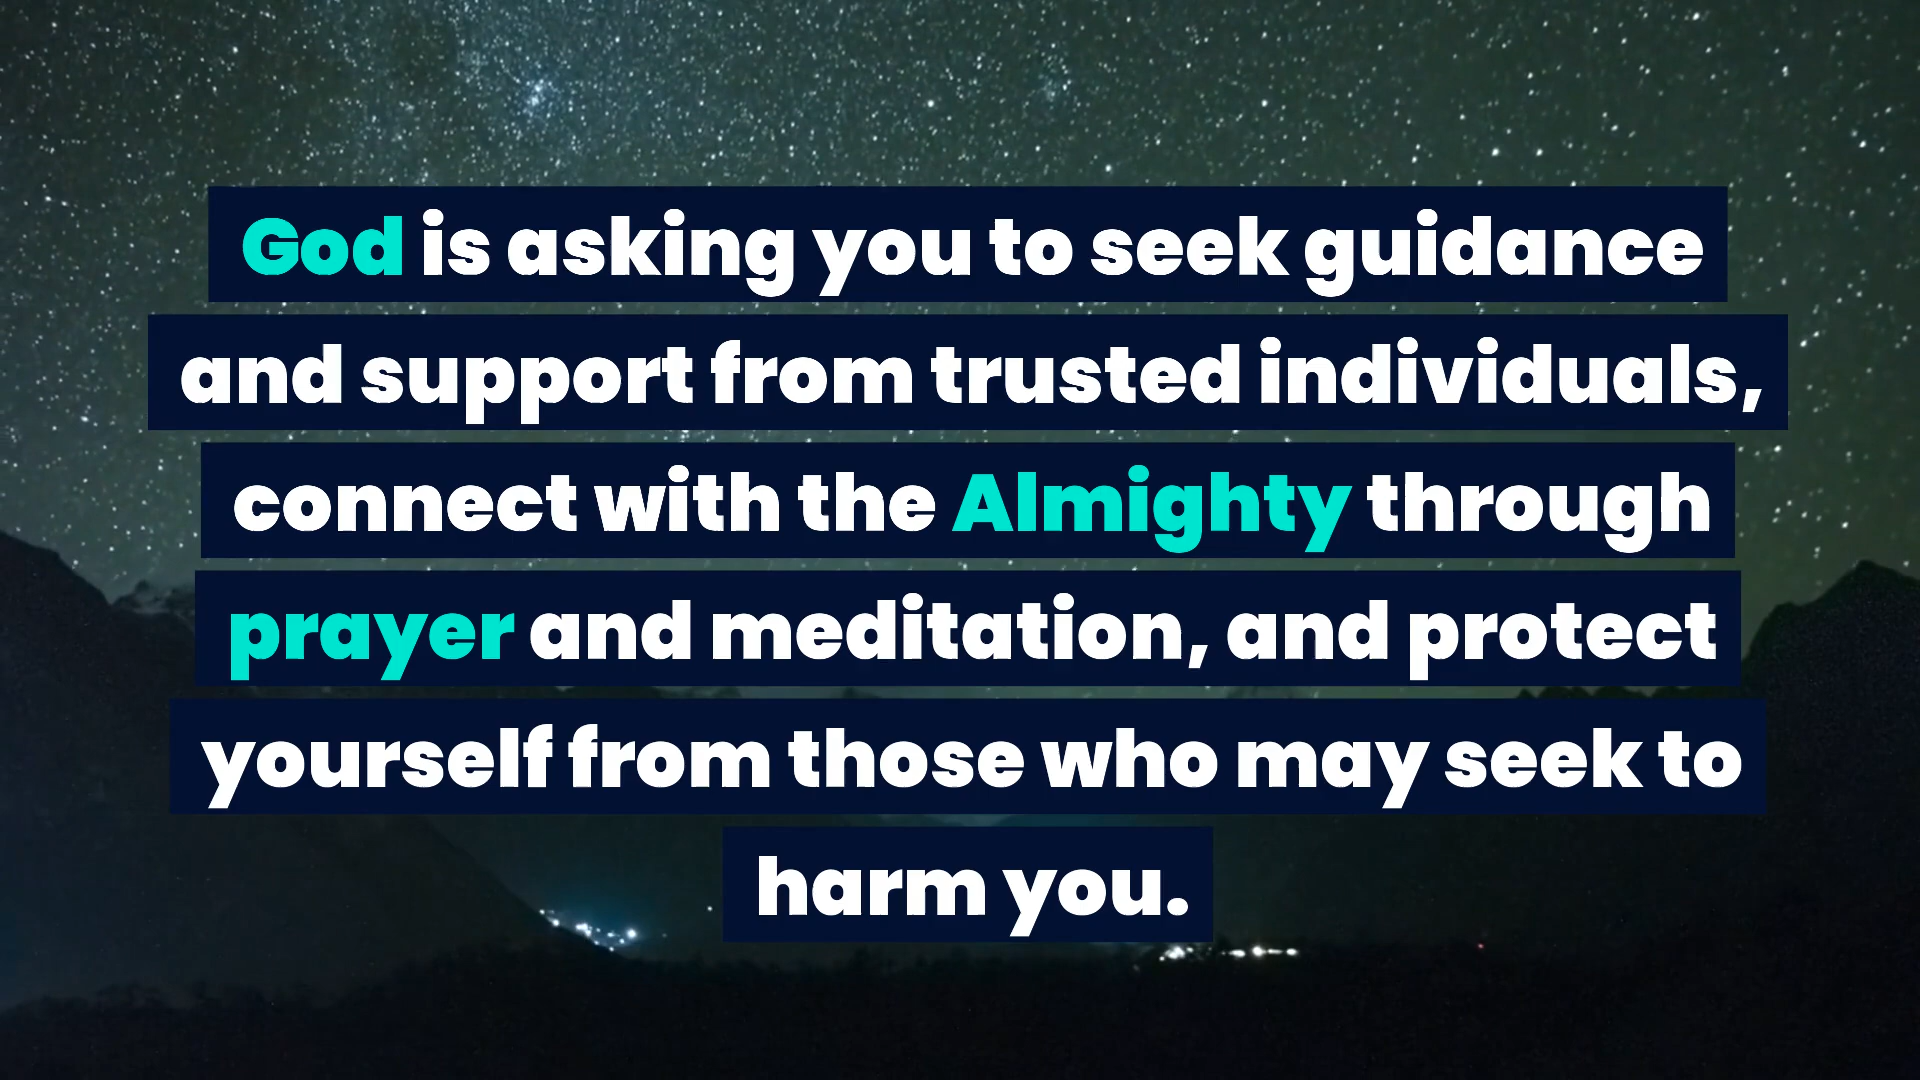 God is asking you to seek guidance
and support from trusted individuals,
connect with the Almighty through
prayer and meditation, and protect
yourself from those who may seek to
harm you.